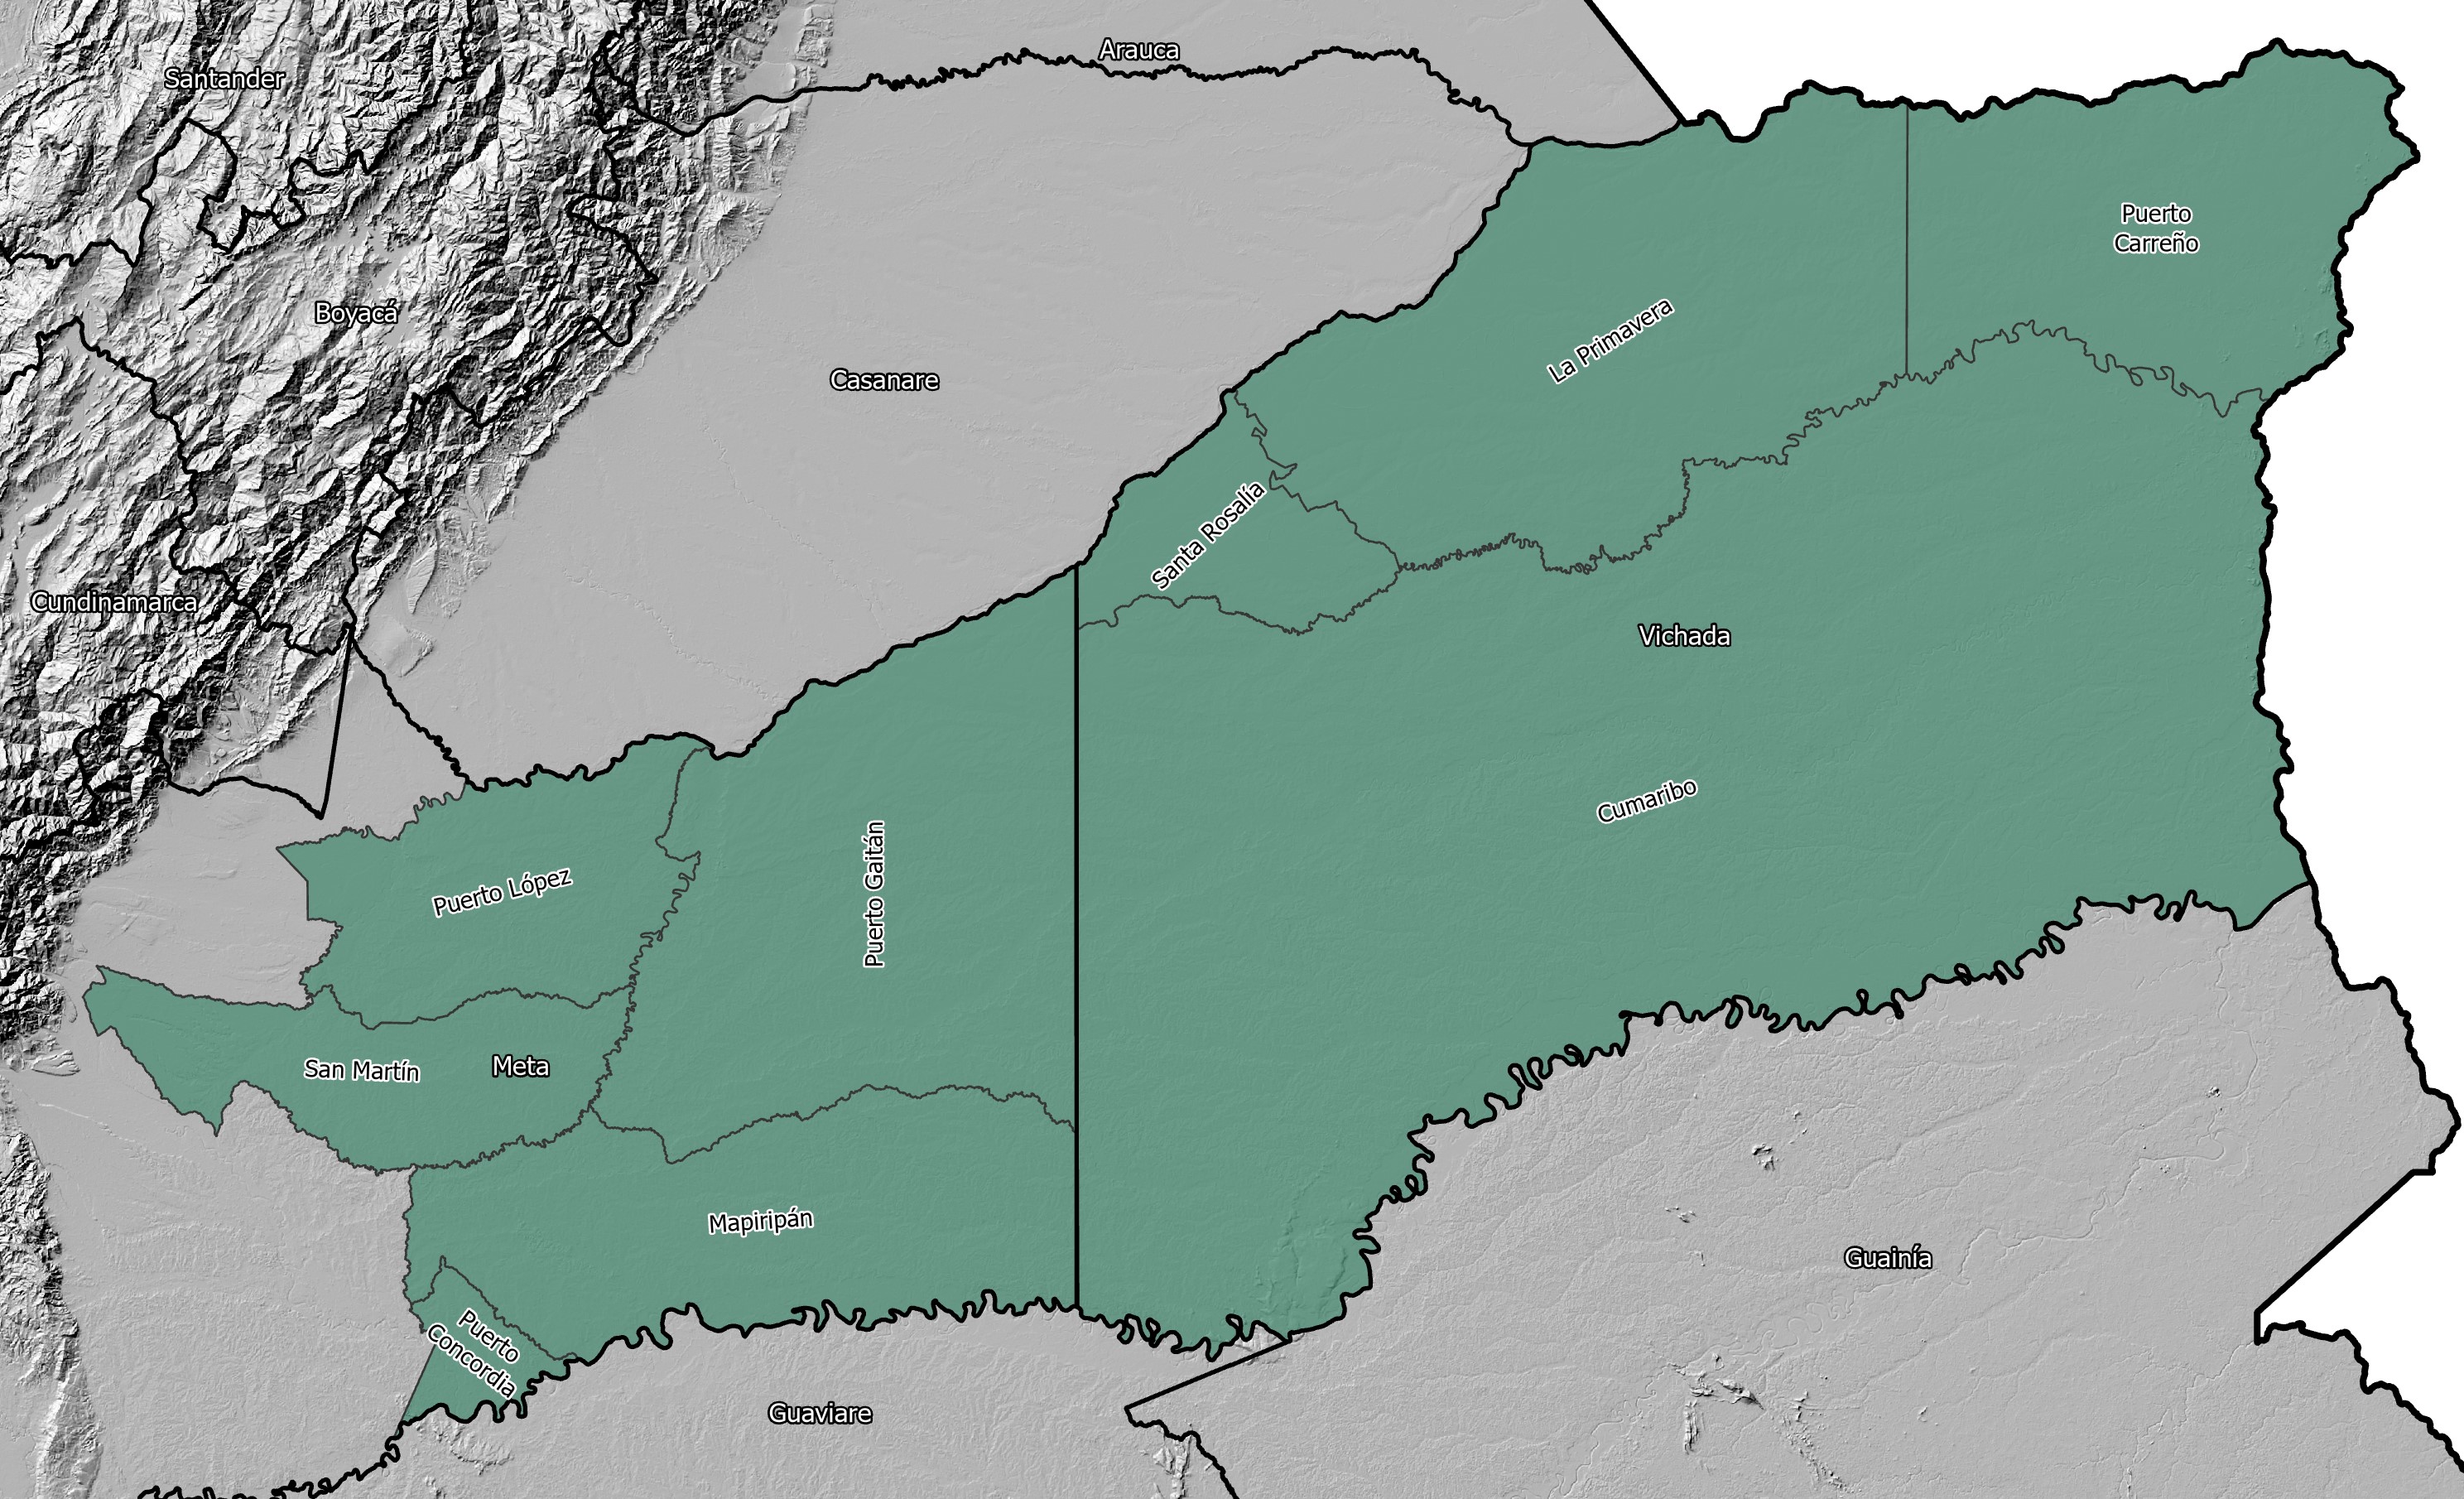 Arauca
Santander
Puerto
Carreño
Boyacá
La Primavera
Casanare
Santa Rosalía
Cundinamarca
Vichada
Cumaribo
Puerto López
Puerto Gaitán
San Martín
Meta
Mapiripán
Guainía
Puerto
Concordia
Guaviare